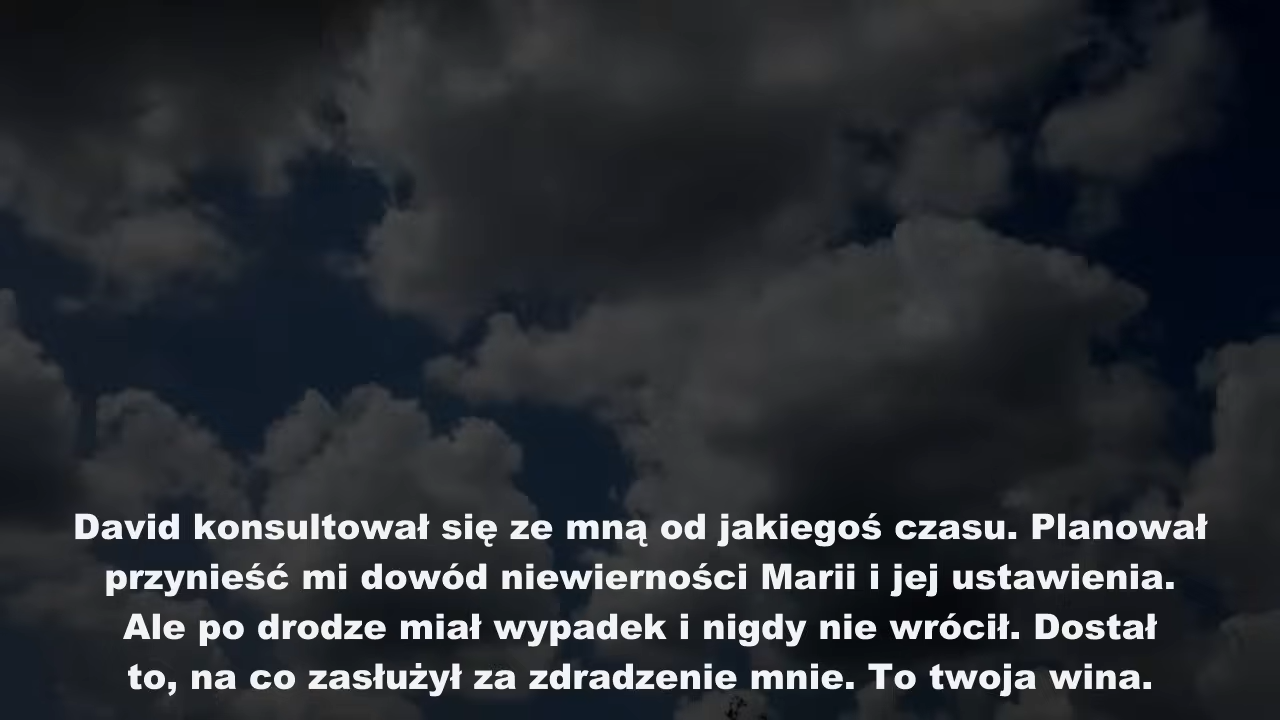 David konsultował się ze mną od jakiegoś czasu. Planował
przynieść mi dowód niewierności Marii i jej ustawienia.
Ale po drodze miał wypadek i nigdy nie wrócił. Dostał
to, na co zasłużył za zdradzenie mnie. To twoja wina.